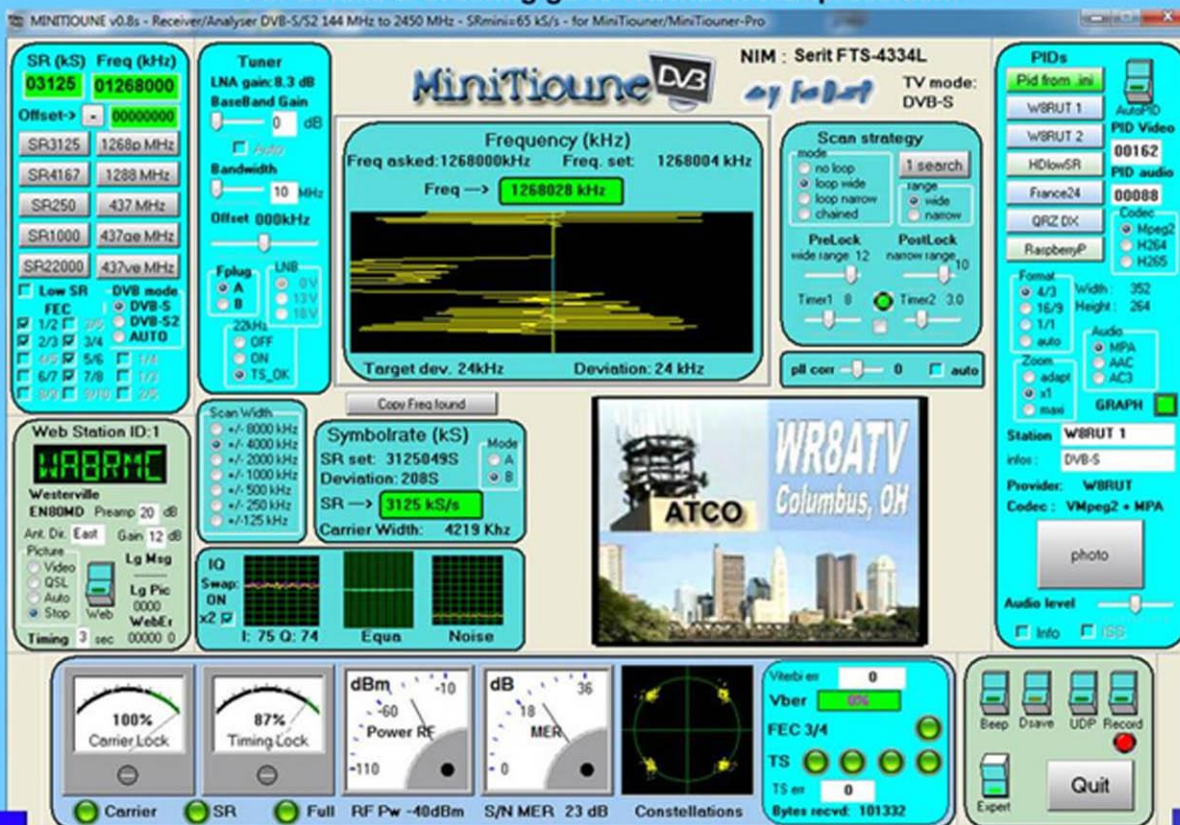 MINITIOUNE v0.8s - Receiver/Analyser DVB-S/S2 144 MHz to 2450 MHz - SRmini=65 kS/s - for MiniTiouner/MiniTiouner-Pro
SR (kS) Freq (kHz)
03125 01268000
Offset-> - 00000000
SR3125 1268p MHz
SR4167 1288 MHz
SR250 437 MHz
SR1000 437qe MHz
SR22000 437ve MHz
Low SR
DVB mode
FEC
DVB-S
DVB-S2
AUTO
1/2
2/3 3/4
5/6 1/4
6/7 7/8 1/3
2/5
Tuner
LNA gain:8.3 dB
BaseBand Gain
0 dB
Auto
Bandwidth
10 MHz
Offset 000kHz
Fplug
A
B
LNB
0V
13V
18V
22kHz
OFF
ON
TS_OK
MiniTioune DVB
NIM : Serit FTS-4334L
TV mode:
DVB-S
Frequency (kHz)
Freq asked:1268000kHz Freq. set: 1268004 kHz
Freq --> 1268028 kHz
Target dev. 24kHz Deviation: 24 kHz
Scan strategy
mode
no loop
loop wide
loop narrow
chained
1 search
range
wide
narrow
PreLock PostLock
wide range 12 narrow range 10
Timer1 8 Timer2 3.0
pll corr 0 auto
PIDs
Pid from .ini
W8RUT 1
W8RUT 2
HDlowSR
France24
QRZ DX
RaspberryP
AutoPID
PID Video
00162
PID audio
00088
Codec
Mpeg2
H264
H265
Format
4/3
16/9
1/1
auto
Width : 352
Height : 264
Audio
MPA
AAC
AC3
Zoom
adapt
x1
maxi
GRAPH
Station W8RUT 1
infos : DVB-S
Provider: W8RUT
Codec : VMpeg2 + MPA
photo
Audio level
Info ISS
Web Station ID:1
WA8RMC
Westerville
EN80MD Preamp 20 dB
Ant. Dir. East Gain 12 dB
Picture
Video
QSL
Auto
Stop
Web
Lg Msg
Lg Pic
0000
WebEr
Timing 3 sec 00000 0
Scan Width
+/- 8000 kHz
+/- 4000 kHz
+/- 2000 kHz
+/- 1000 kHz
+/- 500 kHz
+/- 250 kHz
+/-125 kHz
Copy Freq found
Symbolrate (kS)
SR set: 3125049S
Deviation: 208S
SR --> 3125 kS/s
Carrier Width: 4219 Khz
Mode
A
B
IQ
Swap:
ON
x2
I: 75 Q: 74 Equa Noise
WR8ATV
Columbus, OH
ATCO
100%
Carrier Lock
87%
Timing Lock
dBm -10
-60
Power RF
-110
dB 36
18
MER
0
Carrier SR Full RF Pw -40dBm S/N MER 23 dB Constellations
Viterbi err 0
Vber 00%
FEC 3/4
TS
TS err 0
Bytes recvd: 101332
Beep Dsave UDP Record
Expert
Quit